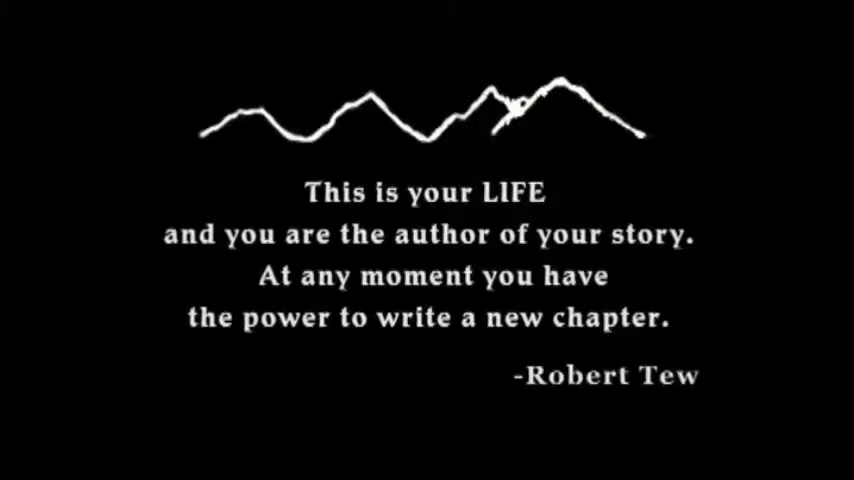 This is your LIFE
and you are the author of your story.
At any moment you have
the power to write a new chapter.
-Robert Tew